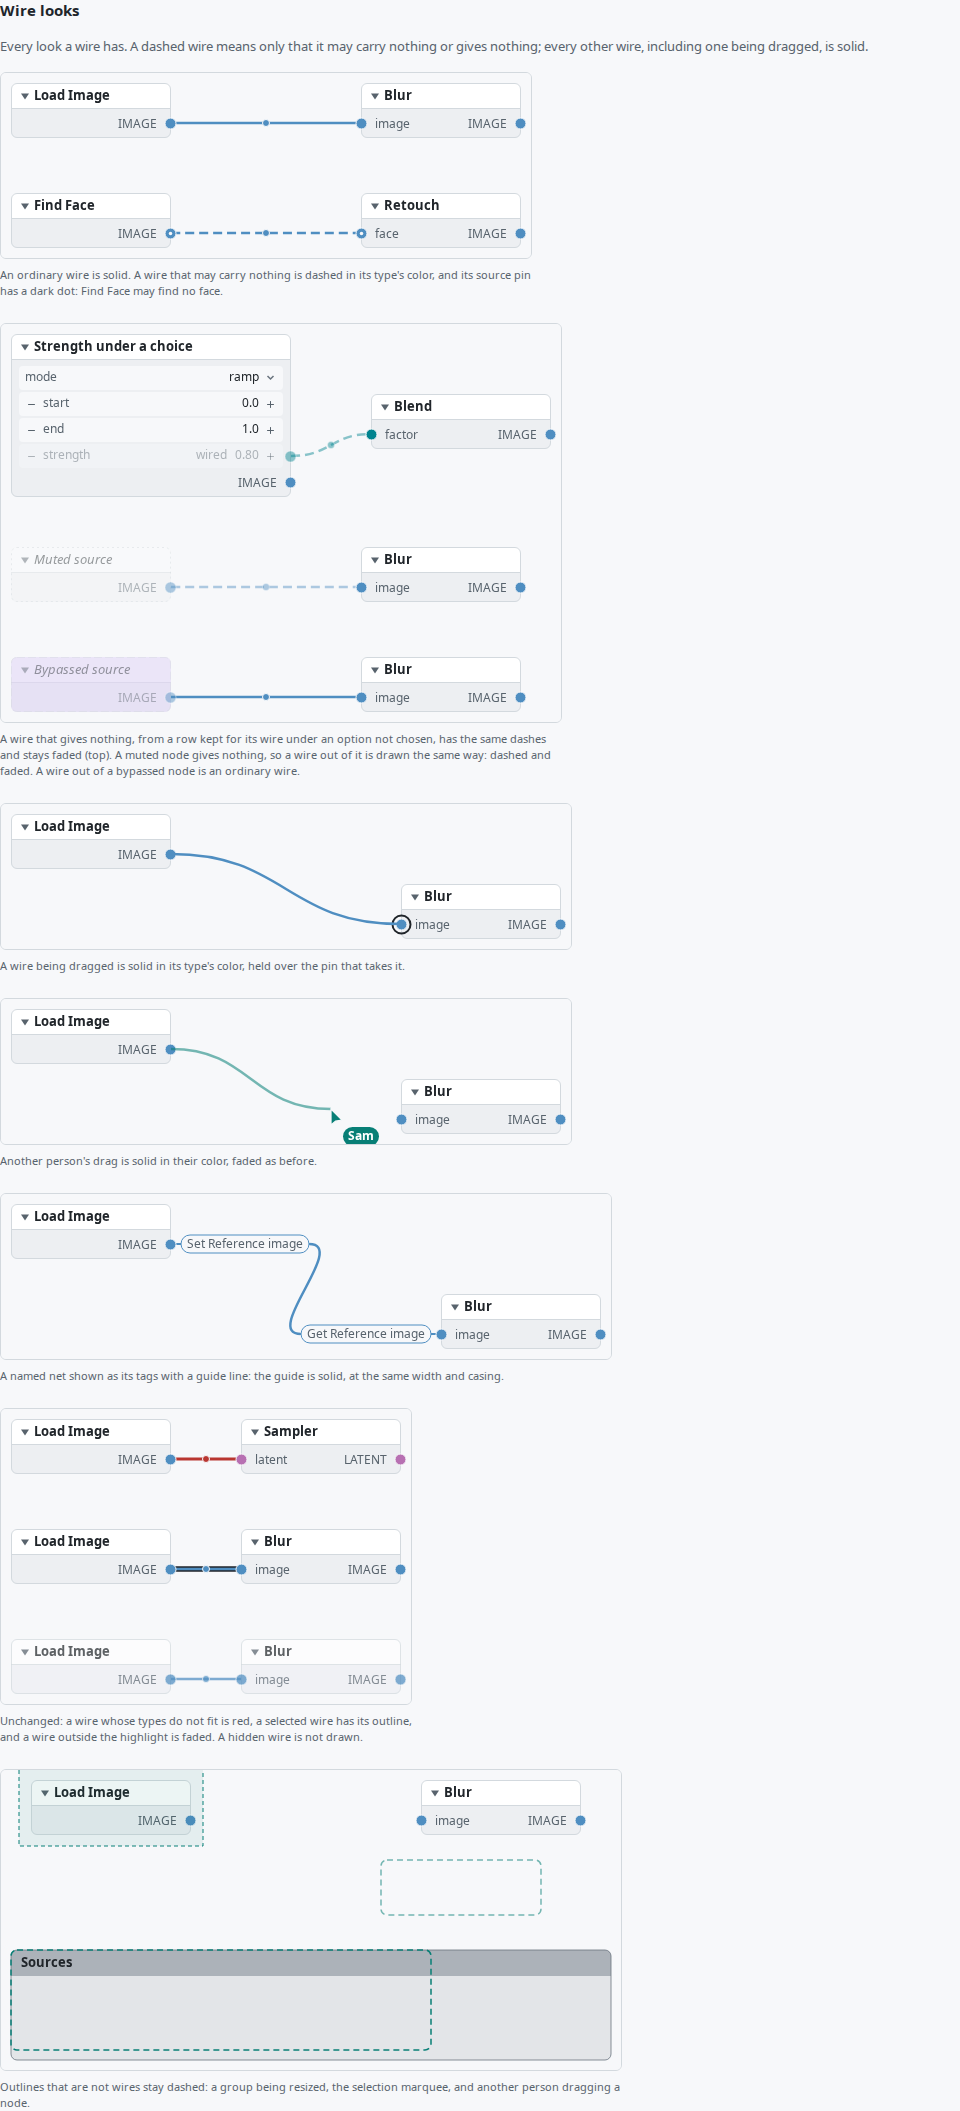 Wire looks
Every look a wire has. A dashed wire means only that it may carry nothing or gives nothing; every other wire, including one being dragged, is solid.
Load Image
Blur
IMAGE
image IMAGE
Find Face
Retouch
IMAGE
face IMAGE
An ordinary wire is solid. A wire that may carry nothing is dashed in its type's color, and its source pin
has a dark dot: Find Face may find no face.
Strength under a choice
mode ramp
− start 0.0 +
− end 1.0 +
− strength wired 0.80 +
IMAGE
Blend
factor IMAGE
Muted source
Blur
IMAGE
image IMAGE
Bypassed source
Blur
IMAGE
image IMAGE
A wire that gives nothing, from a row kept for its wire under an option not chosen, has the same dashes
and stays faded (top). A muted node gives nothing, so a wire out of it is drawn the same way: dashed and
faded. A wire out of a bypassed node is an ordinary wire.
Load Image
IMAGE
Blur
image IMAGE
A wire being dragged is solid in its type's color, held over the pin that takes it.
Load Image
IMAGE
Blur
image IMAGE
Sam
Another person's drag is solid in their color, faded as before.
Load Image
IMAGE
Set Reference image
Blur
Get Reference image
image IMAGE
A named net shown as its tags with a guide line: the guide is solid, at the same width and casing.
Load Image
Sampler
IMAGE
latent LATENT
Load Image
Blur
IMAGE
image IMAGE
Load Image
Blur
IMAGE
image IMAGE
Unchanged: a wire whose types do not fit is red, a selected wire has its outline,
and a wire outside the highlight is faded. A hidden wire is not drawn.
Load Image
Blur
IMAGE
image IMAGE
Sources
Outlines that are not wires stay dashed: a group being resized, the selection marquee, and another person dragging a
node.